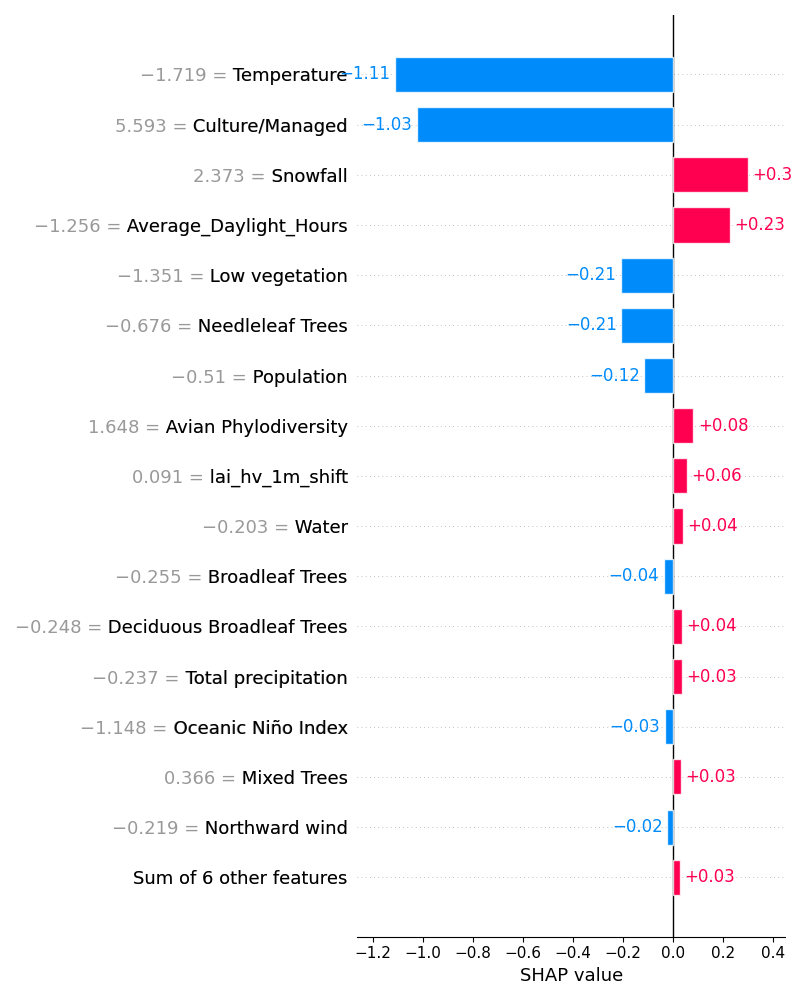 −1.719 = Temperature −1.11
5.593 = Culture/Managed −1.03
2.373 = Snowfall +0.3
−1.256 = Average_Daylight_Hours +0.23
−1.351 = Low vegetation −0.21
−0.676 = Needleleaf Trees −0.21
−0.51 = Population −0.12
1.648 = Avian Phylodiversity +0.08
0.091 = lai_hv_1m_shift +0.06
−0.203 = Water +0.04
−0.255 = Broadleaf Trees −0.04
−0.248 = Deciduous Broadleaf Trees +0.04
−0.237 = Total precipitation +0.03
−1.148 = Oceanic Niño Index −0.03
0.366 = Mixed Trees +0.03
−0.219 = Northward wind −0.02
Sum of 6 other features +0.03
−1.2 −1.0 −0.8 −0.6 −0.4 −0.2 0.0 0.2 0.4
SHAP value